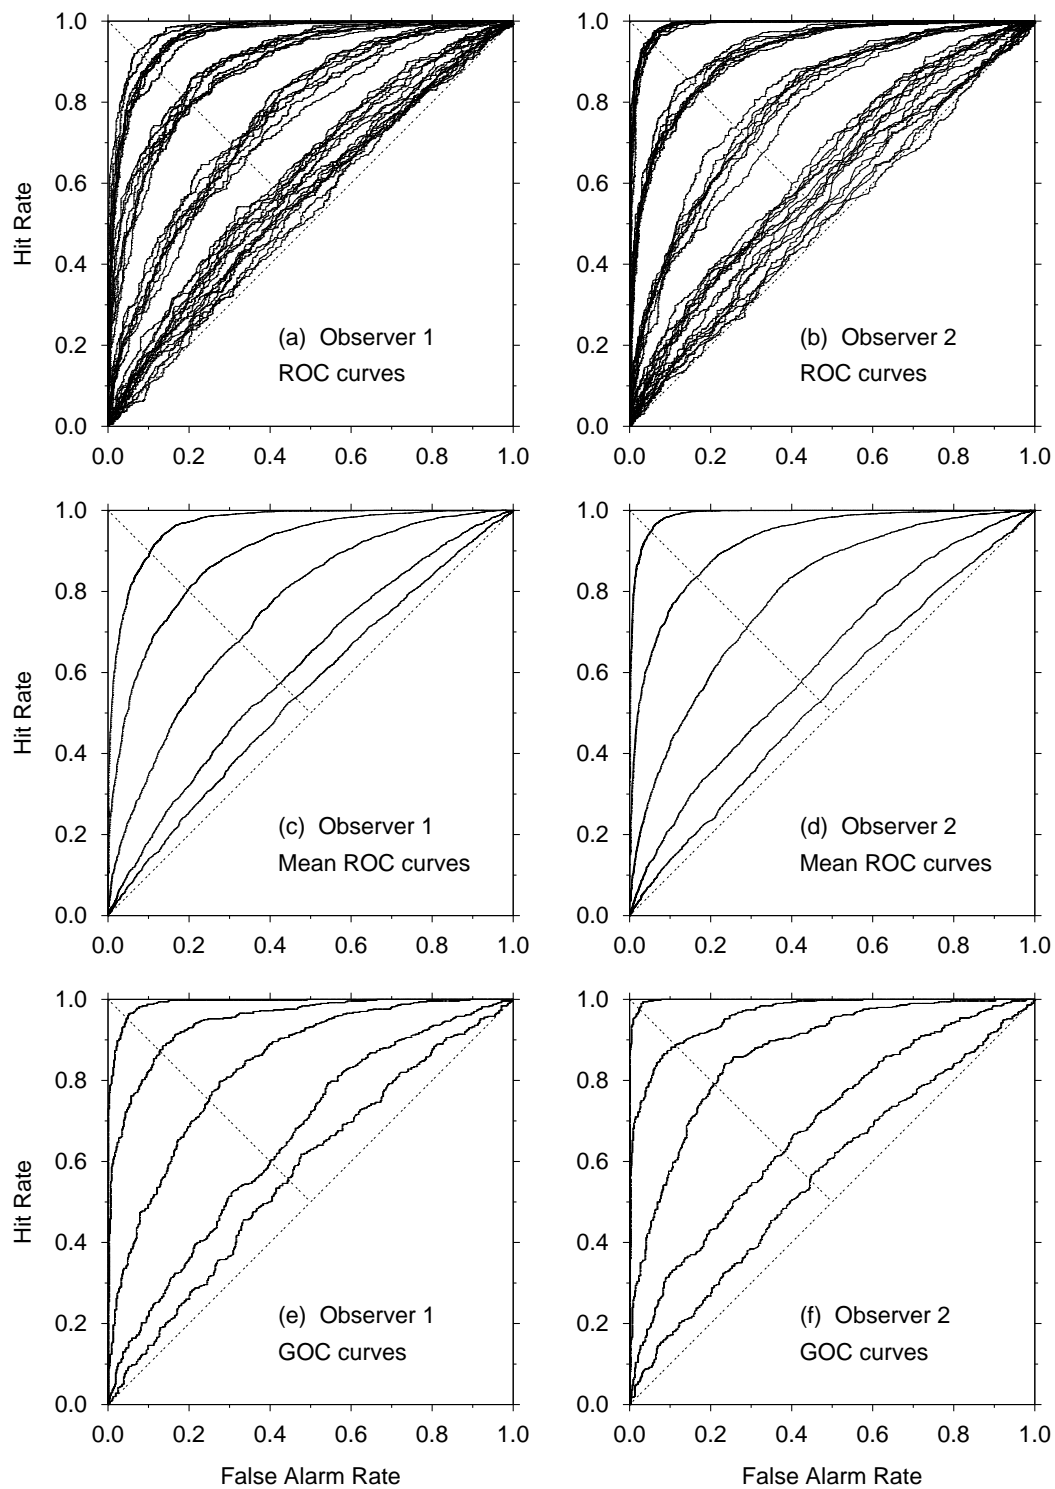 1.0
0.8
0.6
0.4
0.2
0.0
Hit Rate
(a) Observer 1
ROC curves
0.0 0.2 0.4 0.6 0.8 1.0
1.0
0.8
0.6
0.4
0.2
0.0
(b) Observer 2
ROC curves
0.0 0.2 0.4 0.6 0.8 1.0
1.0
0.8
0.6
0.4
0.2
0.0
Hit Rate
(c) Observer 1
Mean ROC curves
0.0 0.2 0.4 0.6 0.8 1.0
1.0
0.8
0.6
0.4
0.2
0.0
(d) Observer 2
Mean ROC curves
0.0 0.2 0.4 0.6 0.8 1.0
1.0
0.8
0.6
0.4
0.2
0.0
Hit Rate
(e) Observer 1
GOC curves
0.0 0.2 0.4 0.6 0.8 1.0
False Alarm Rate
1.0
0.8
0.6
0.4
0.2
0.0
(f) Observer 2
GOC curves
0.0 0.2 0.4 0.6 0.8 1.0
False Alarm Rate